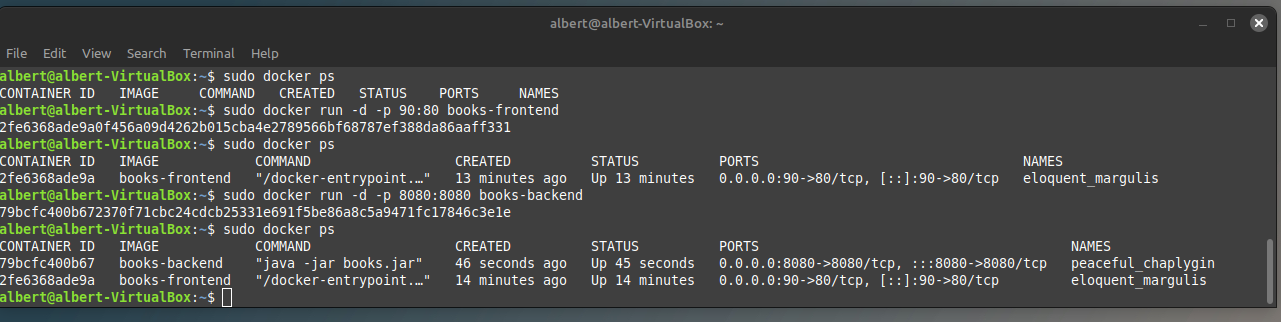 albert@albert-VirtualBox: ~
File Edit View Search Terminal Help
albert@albert-VirtualBox:~$ sudo docker ps
CONTAINER ID   IMAGE     COMMAND   CREATED   STATUS    PORTS     NAMES
albert@albert-VirtualBox:~$ sudo docker run -d -p 90:80 books-frontend
2fe6368ade9a0f456a09d4262b015cba4e2789566bf68787ef388da86aaff331
albert@albert-VirtualBox:~$ sudo docker ps
CONTAINER ID   IMAGE            COMMAND                  CREATED          STATUS          PORTS                                 NAMES
2fe6368ade9a   books-frontend   "/docker-entrypoint.…"   13 minutes ago   Up 13 minutes   0.0.0.0:90->80/tcp, [::]:90->80/tcp   eloquent_margulis
albert@albert-VirtualBox:~$ sudo docker run -d -p 8080:8080 books-backend
79bcfc400b672370f71cbc24cdcb25331e691f5be86a8c5a9471fc17846c3e1e
albert@albert-VirtualBox:~$ sudo docker ps
CONTAINER ID   IMAGE            COMMAND                  CREATED          STATUS          PORTS                                       NAMES
79bcfc400b67   books-backend    "java -jar books.jar"    46 seconds ago   Up 45 seconds   0.0.0.0:8080->8080/tcp, :::8080->8080/tcp   peaceful_chaplygin
2fe6368ade9a   books-frontend   "/docker-entrypoint.…"   14 minutes ago   Up 14 minutes   0.0.0.0:90->80/tcp, [::]:90->80/tcp         eloquent_margulis
albert@albert-VirtualBox:~$